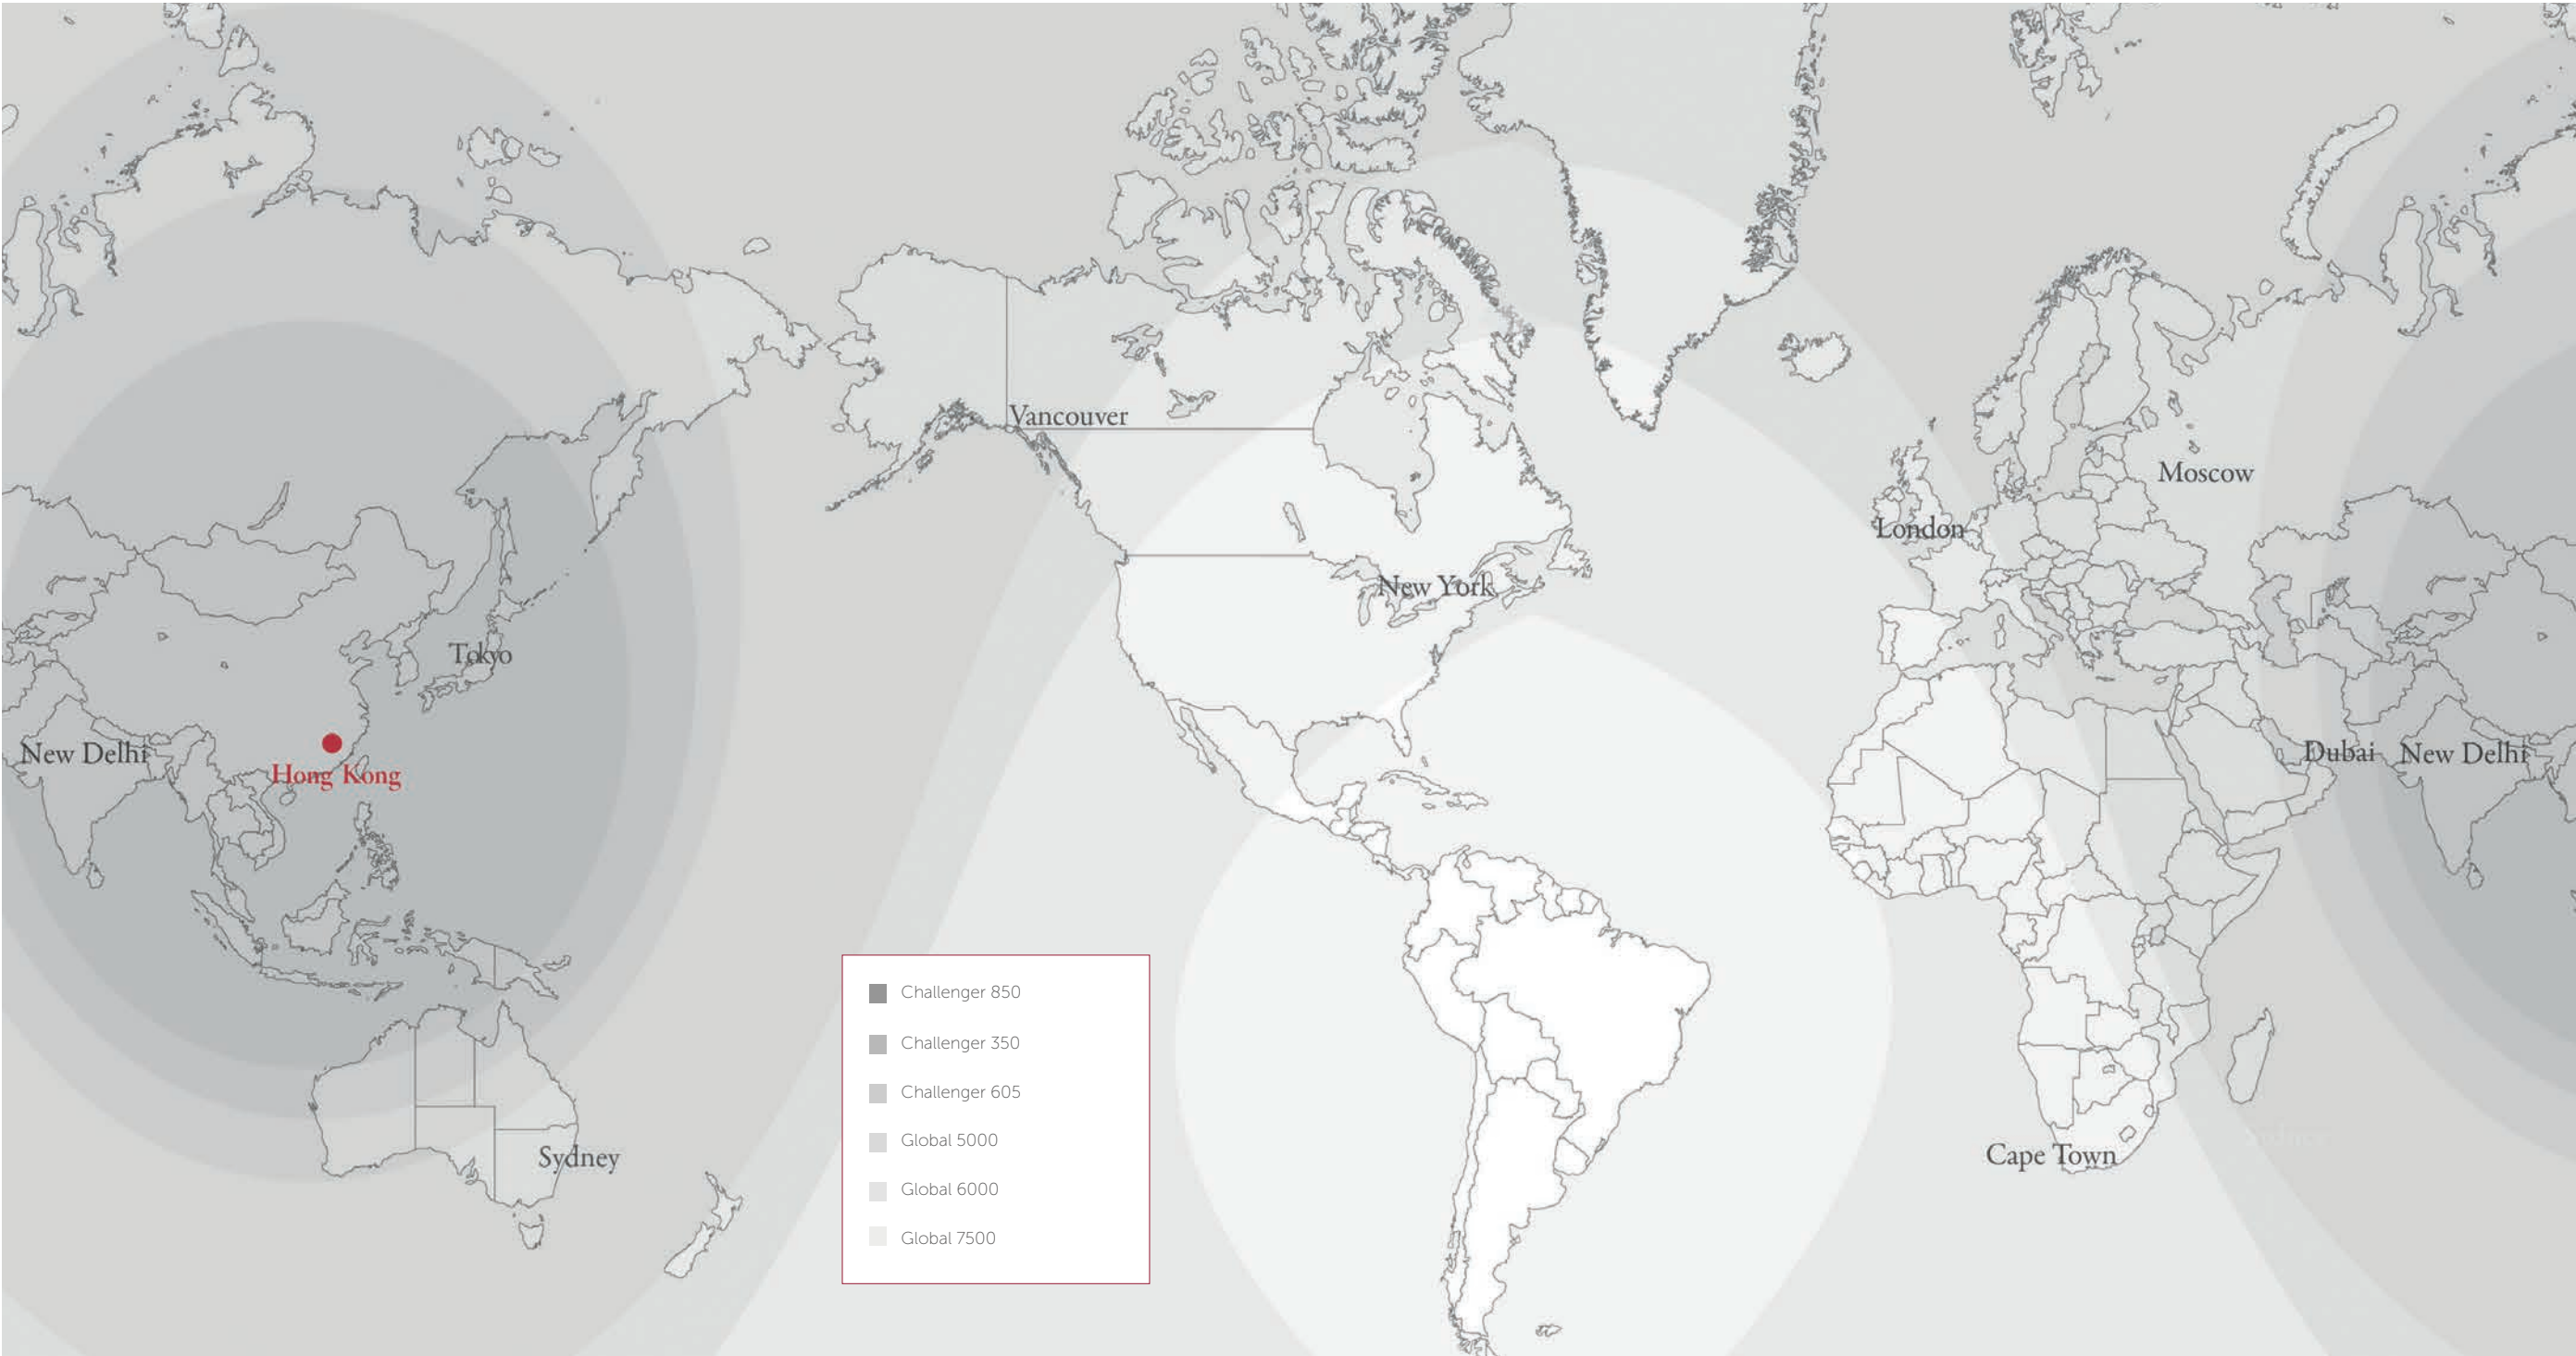 Vancouver
Moscow
London
New York
Tokyo
New Delhi
Hong Kong
Dubai
New Delhi
Challenger 850
Challenger 350
Challenger 605
Global 5000
Global 6000
Global 7500
Sydney
Cape Town